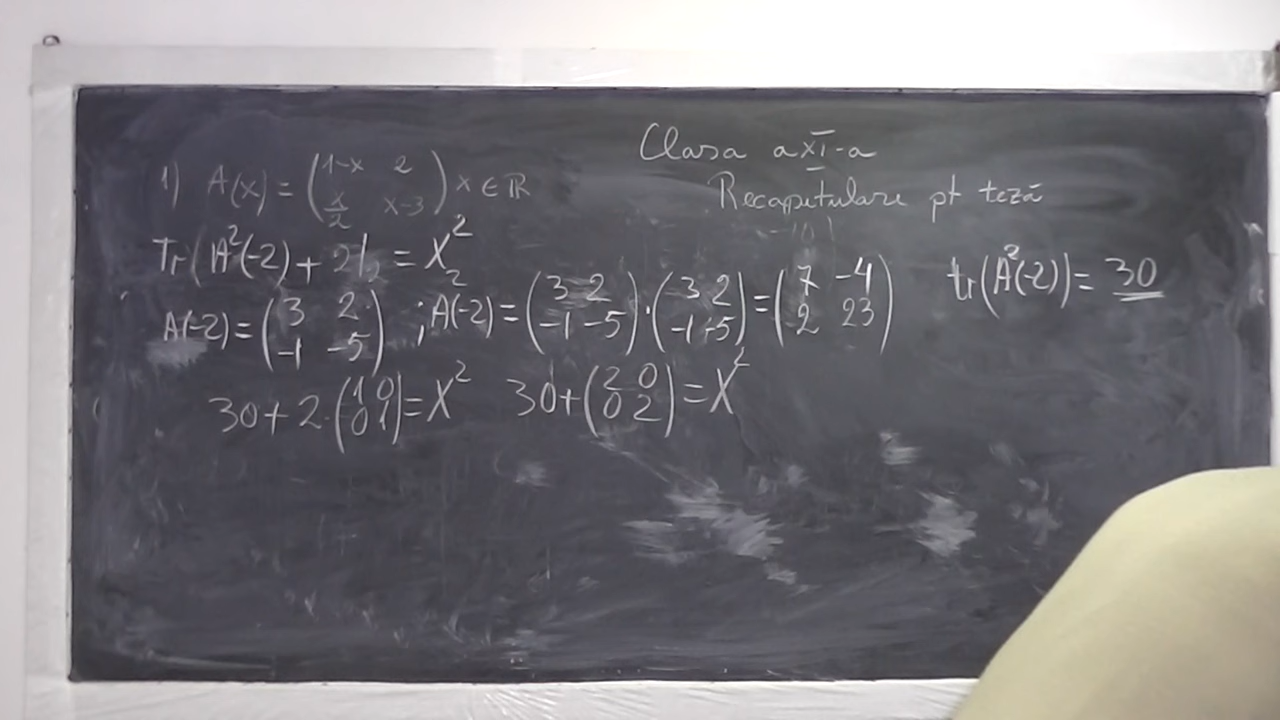 Clasa a XI-a
Recapitulare pt teză
1) A(x) = (1-x 2 / x/2 x-3) x ∈ ℝ
Tr(A²(-2)) + 2I₂ = X²
A(-2) = (3 2 / -1 -5) ; A²(-2) = (3 2 / -1 -5) · (3 2 / -1 -5) = (7 -4 / 2 23) tr(A²(-2)) = 30
30 + 2 · (1 0 / 0 1) = X² 30 + (2 0 / 0 2) = X²